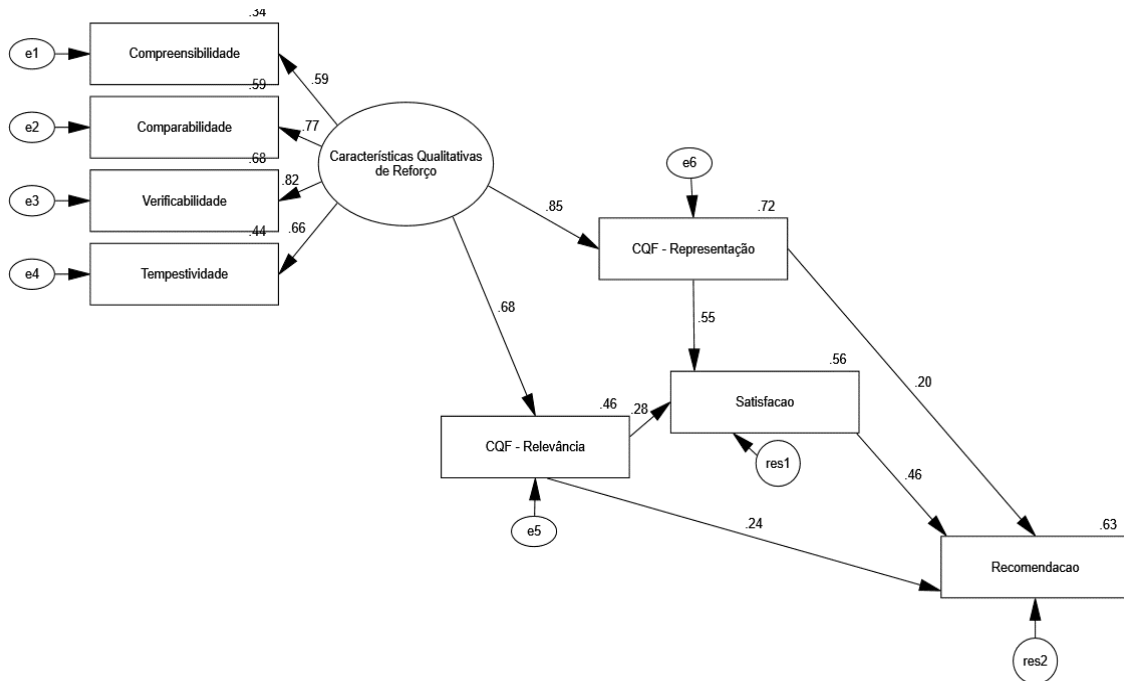 .34
e1
Compreensibilidade
.59
.59
e2
Comparabilidade
.77
.68
Características Qualitativas
de Reforço
e3
Verificabilidade
.82
.44
.66
e4
Tempestividade
e6
.85
.72
CQF - Representação
.68
.55
.56
.20
Satisfacao
.46
.28
CQF - Relevância
res1
.46
e5
.24
.63
Recomendacao
res2